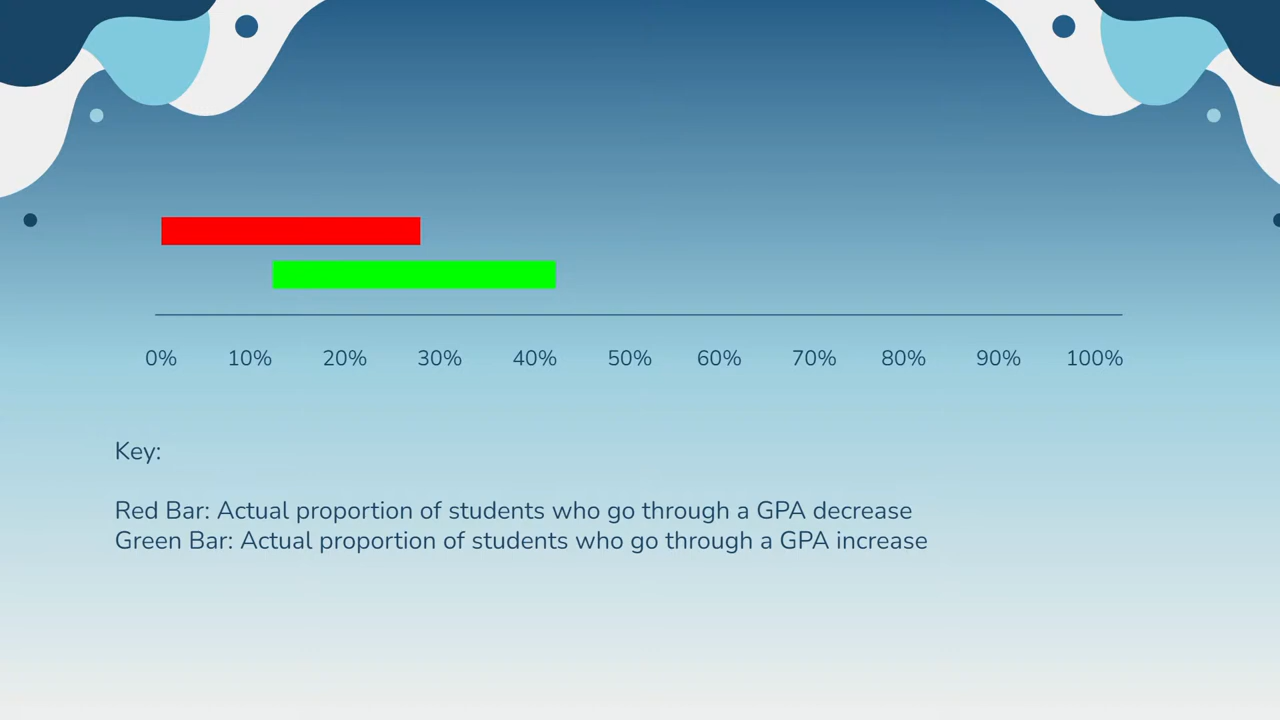 0% 10% 20% 30% 40% 50% 60% 70% 80% 90% 100%
Key:
Red Bar: Actual proportion of students who go through a GPA decrease
Green Bar: Actual proportion of students who go through a GPA increase